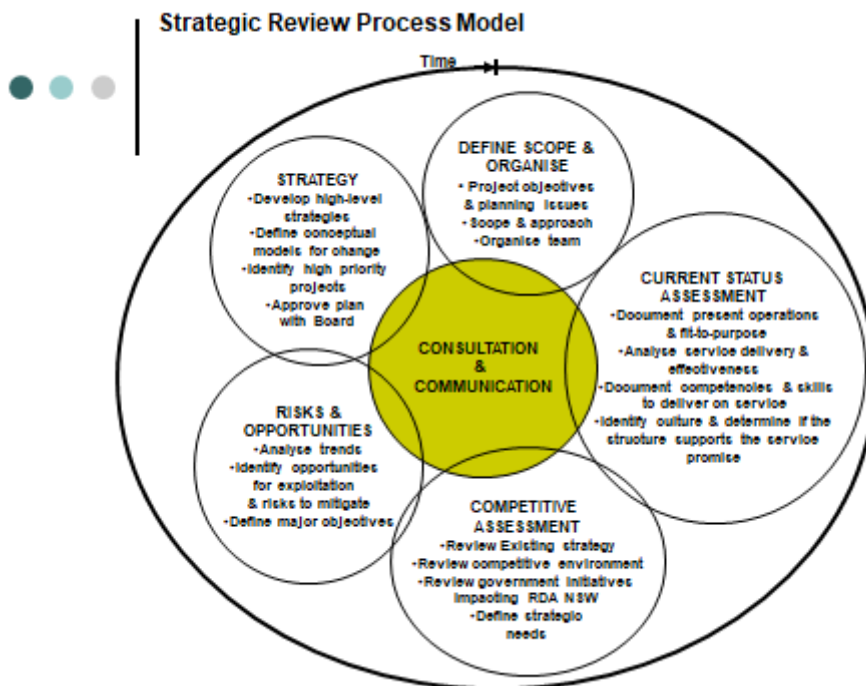 Strategic Review Process Model
Time
DEFINE SCOPE &
ORGANISE
• Project objectives
& planning issues
• Scope & approach
• Organise team
CURRENT STATUS
ASSESSMENT
•Document present operations
& fit-to-purpose
•Analyse service delivery &
effectiveness
•Document competencies & skills
to deliver on service
•Identify culture & determine if the
structure supports the service
promise
COMPETITIVE
ASSESSMENT
•Review Existing strategy
•Review competitive environment
•Review government initiatives
impacting RDA NSW
•Define strategic
needs
RISKS &
OPPORTUNITIES
•Analyse trends
•Identify opportunities
for exploitation
& risks to mitigate
•Define major objectives
STRATEGY
•Develop high-level
strategies
•Define conceptual
models for change
•Identify high priority
projects
•Approve plan
with Board
CONSULTATION
&
COMMUNICATION